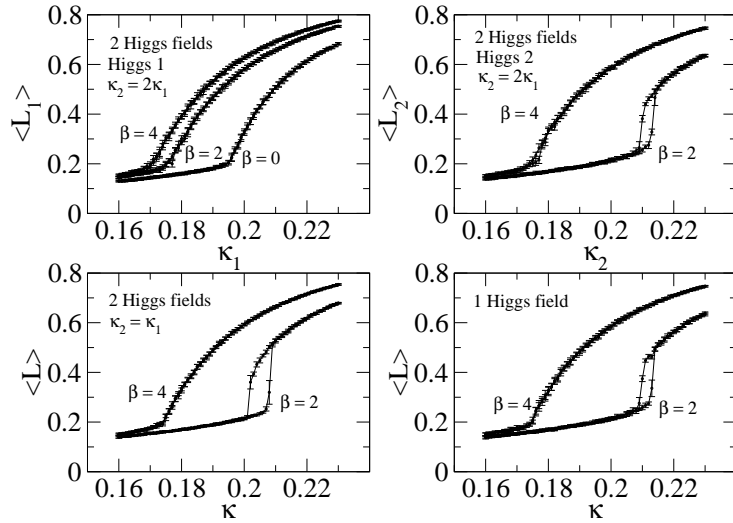 0.8
0.6
0.4
0.2
0
<L₁>
2 Higgs fields
Higgs 1
κ₂ = 2κ₁
β = 4
β = 2
β = 0
0.16 0.18 0.2 0.22
κ₁
0.8
0.6
0.4
0.2
0
<L₂>
2 Higgs fields
Higgs 2
κ₂ = 2κ₁
β = 4
β = 2
0.16 0.18 0.2 0.22
κ₂
0.8
0.6
0.4
0.2
0
<L>
2 Higgs fields
κ₂ = κ₁
β = 4
β = 2
0.16 0.18 0.2 0.22
κ
0.8
0.6
0.4
0.2
0
<L>
1 Higgs field
β = 4
β = 2
0.16 0.18 0.2 0.22
κ